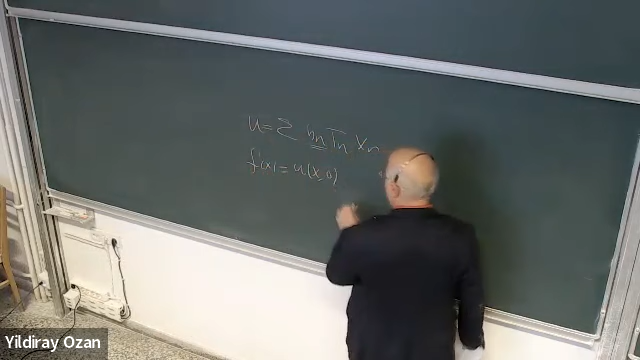 u = Σ bn Tn Xn
f(x) = u(x, 0)
Yildiray Ozan